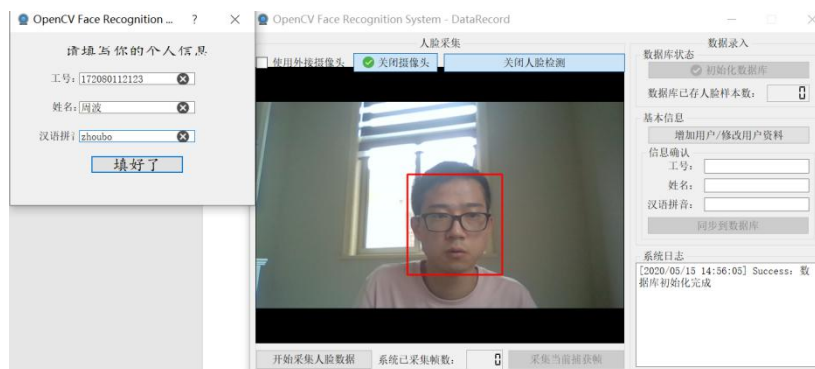 OpenCV Face Recognition ...
请填写你的个人信息
工号: 172080112123
姓名: 周波
汉语拼音 zhoubo
填好了
OpenCV Face Recognition System - DataRecord
人脸采集
使用外接摄像头
关闭摄像头
关闭人脸检测
开始采集人脸数据
系统已采集帧数: 0
采集当前捕获帧
数据录入
数据库状态
初始化数据库
数据库已存人脸样本数: 0
基本信息
增加用户/修改用户资料
信息确认
工号:
姓名:
汉语拼音:
同步到数据库
系统日志
[2020/05/15 14:56:05] Success: 数
据库初始化完成